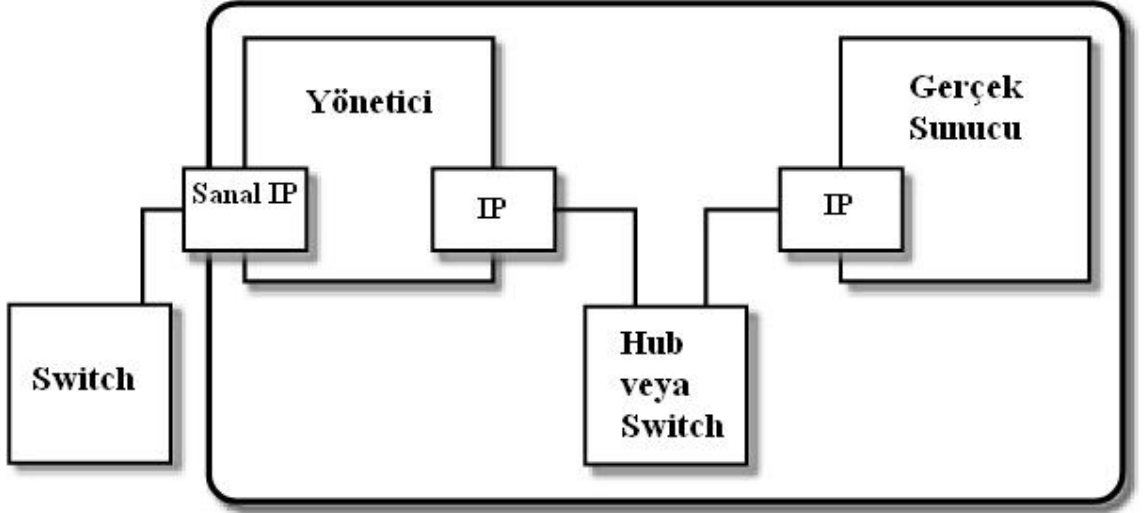 Yönetici
Gerçek
Sunucu
Sanal IP
IP
IP
Switch
Hub
veya
Switch